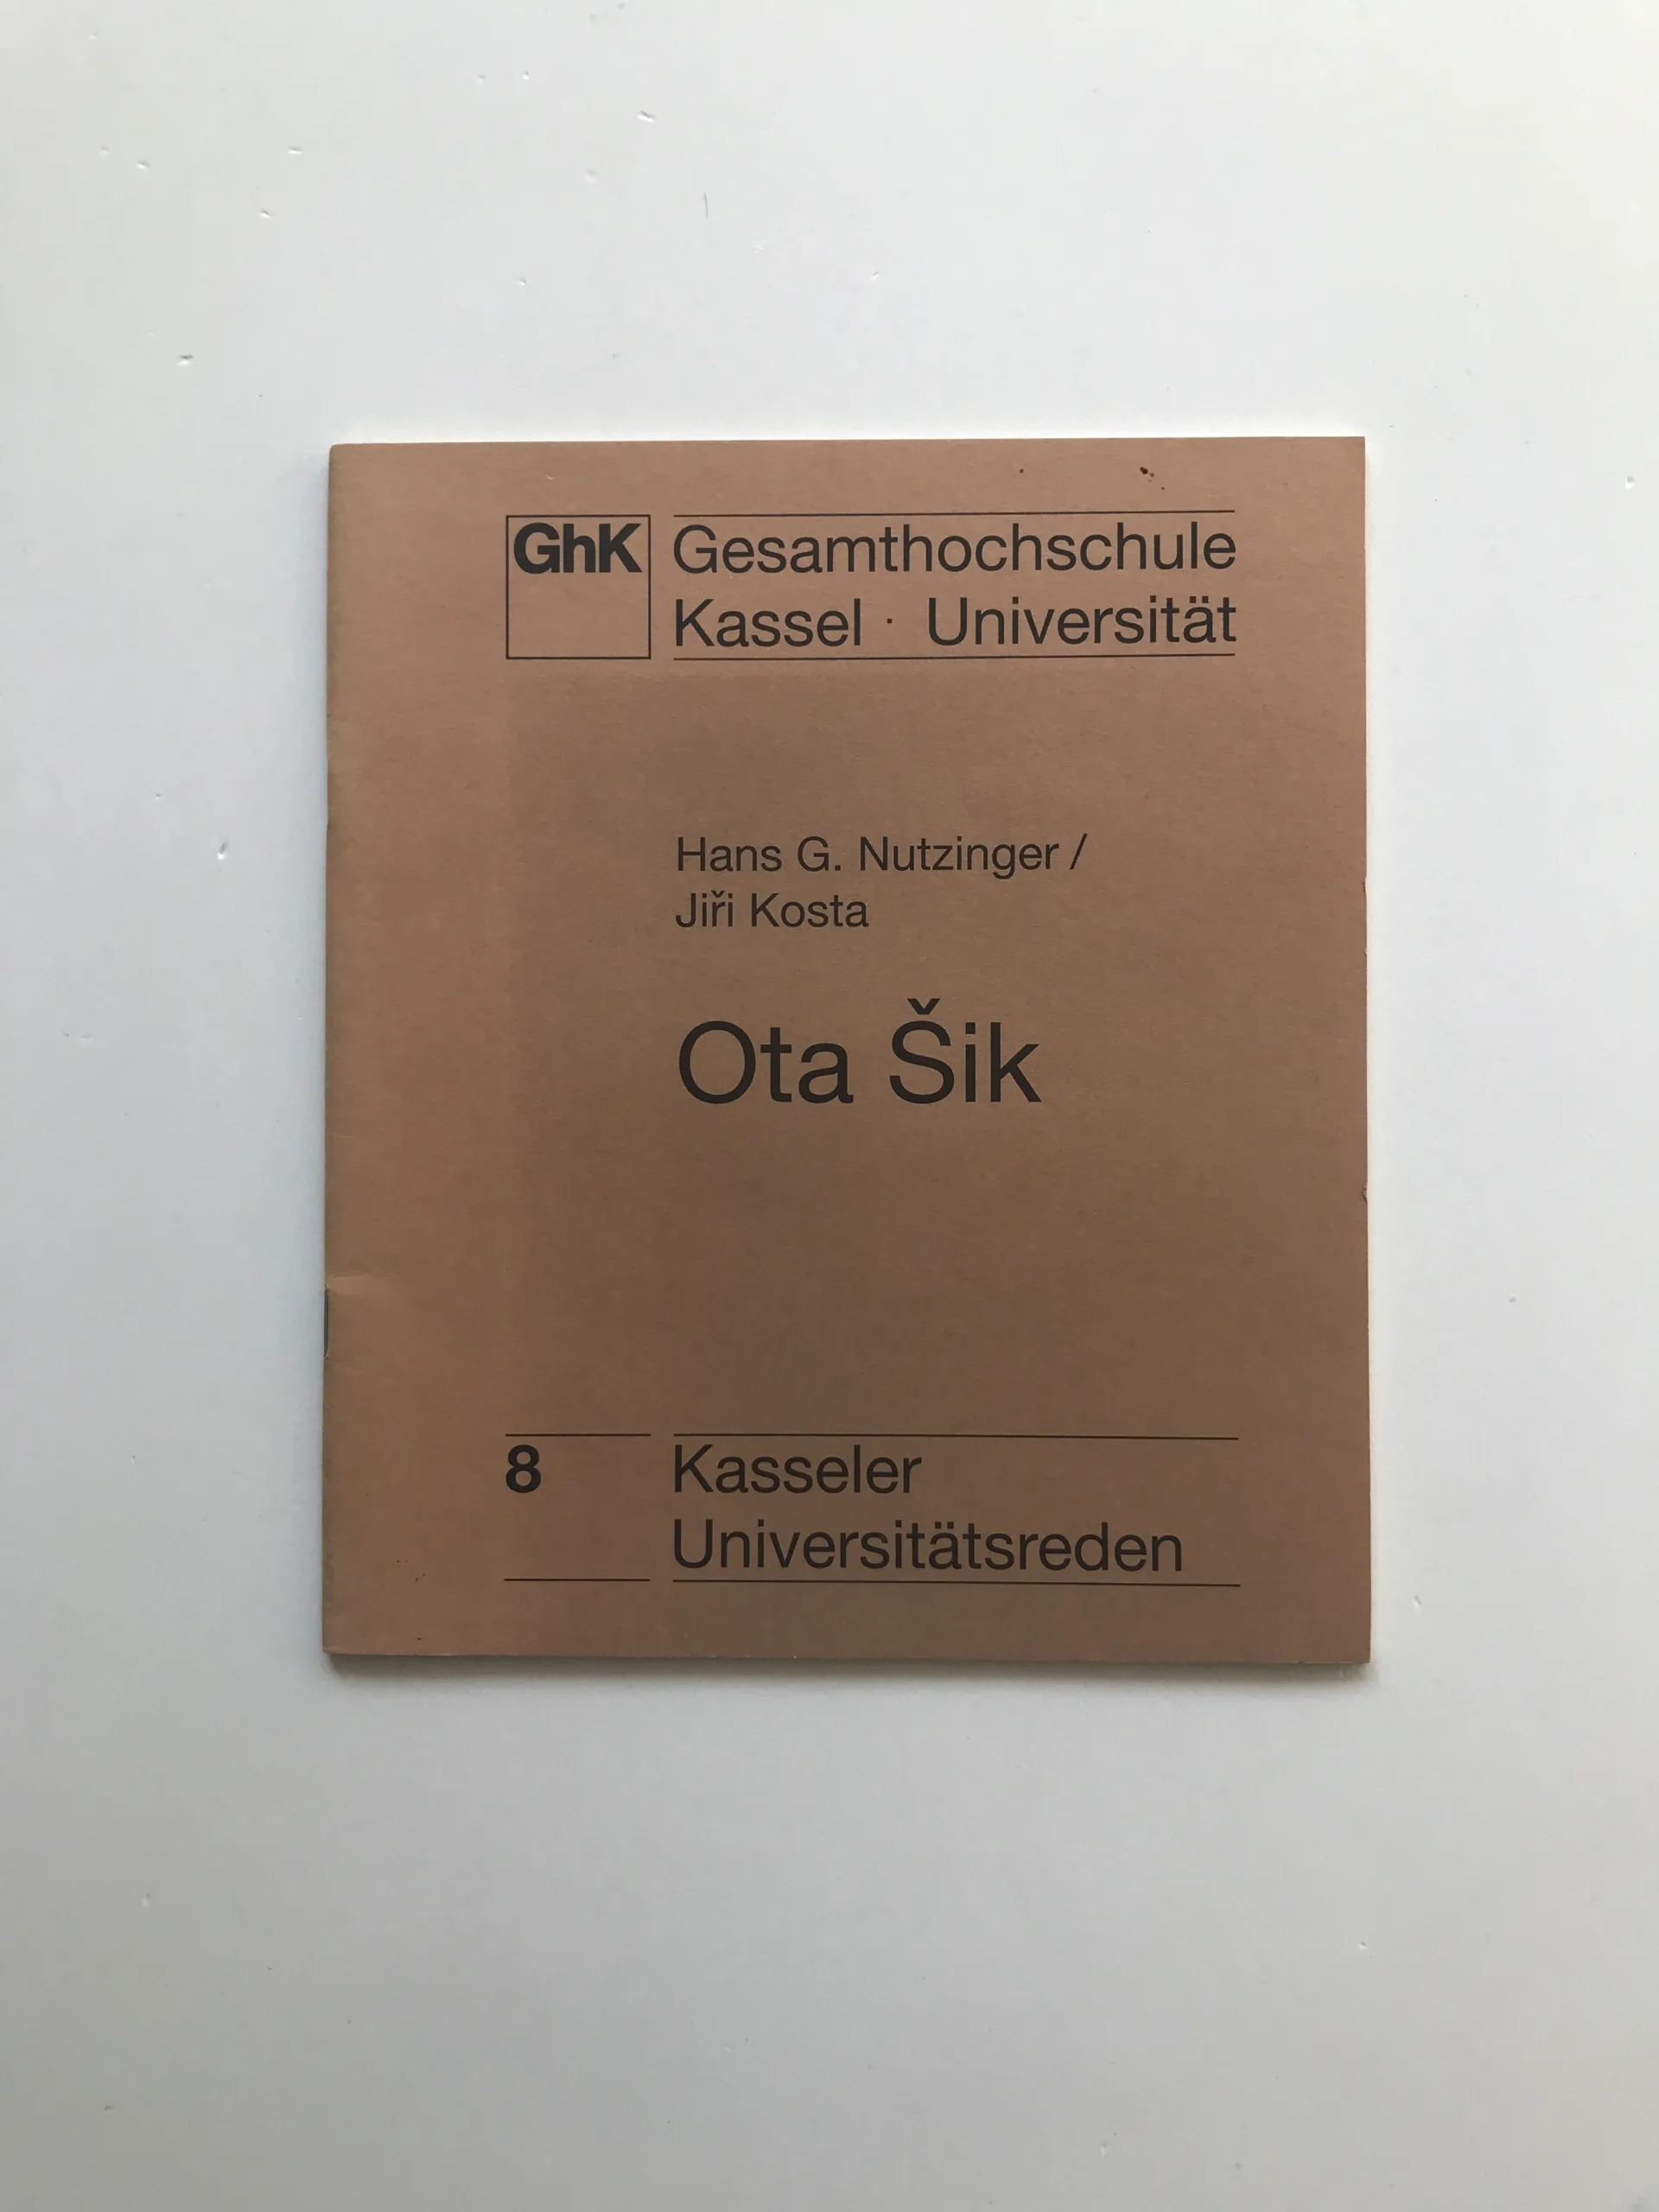 GhK
Gesamthochschule
Kassel · Universität
Hans G. Nutzinger /
Jiři Kosta
Ota Šik
8
Kasseler
Universitätsreden